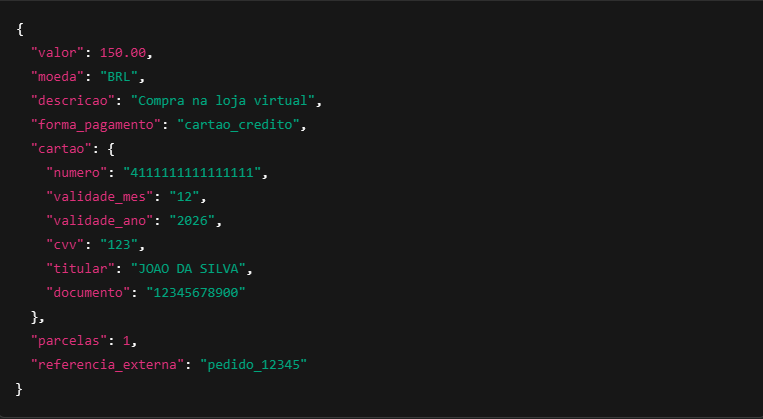 {
  "valor": 150.00,
  "moeda": "BRL",
  "descricao": "Compra na loja virtual",
  "forma_pagamento": "cartao_credito",
  "cartao": {
    "numero": "4111111111111111",
    "validade_mes": "12",
    "validade_ano": "2026",
    "cvv": "123",
    "titular": "JOAO DA SILVA",
    "documento": "12345678900"
  },
  "parcelas": 1,
  "referencia_externa": "pedido_12345"
}